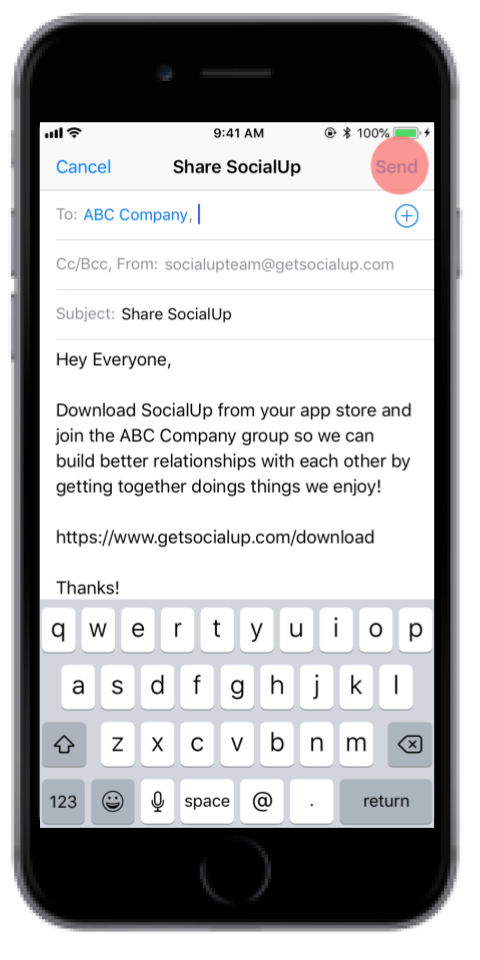 9:41 AM 100%
Cancel Share SocialUp Send
To: ABC Company,
Cc/Bcc, From: socialupteam@getsocialup.com
Subject: Share SocialUp
Hey Everyone,
Download SocialUp from your app store and
join the ABC Company group so we can
build better relationships with each other by
getting together doings things we enjoy!
https://www.getsocialup.com/download
Thanks!
q w e r t y u i o p
a s d f g h j k l
z x c v b n m
123 space @ . return